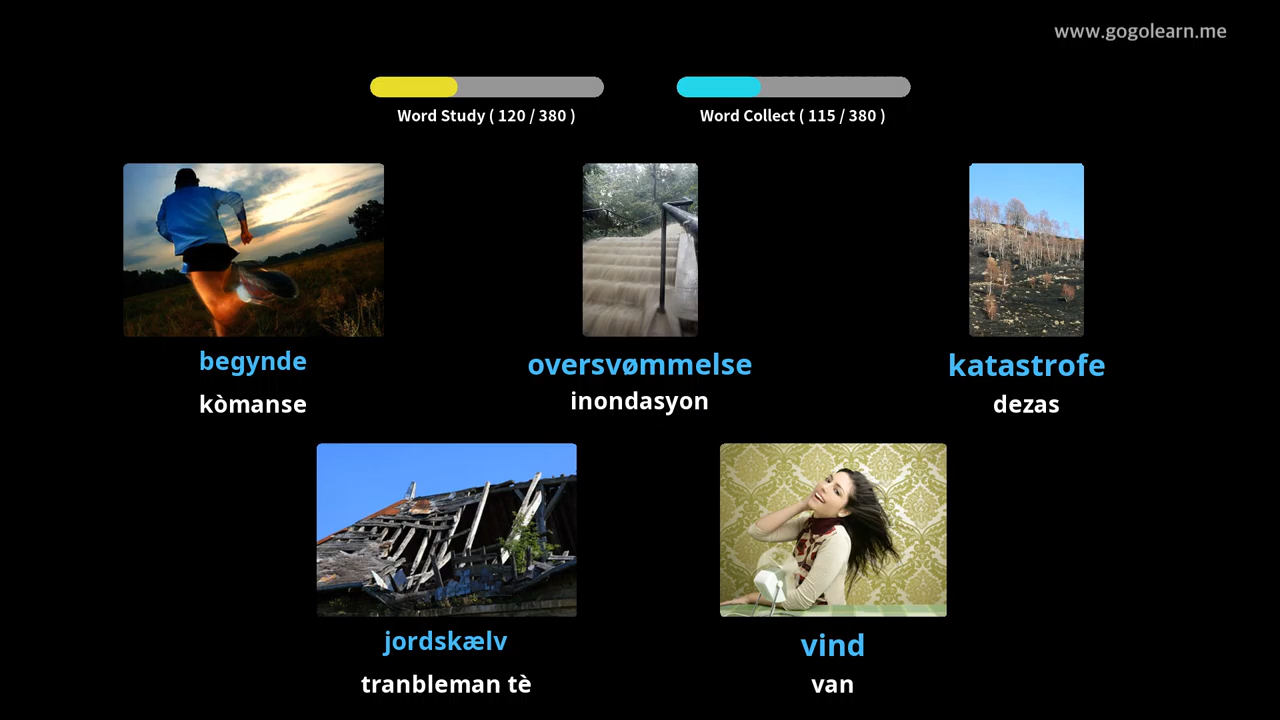 www.gogolearn.me
Word Study ( 120 / 380 )
Word Collect ( 115 / 380 )
begynde
kòmanse
oversvømmelse
inondasyon
katastrofe
dezas
jordskælv
tranbleman tè
vind
van